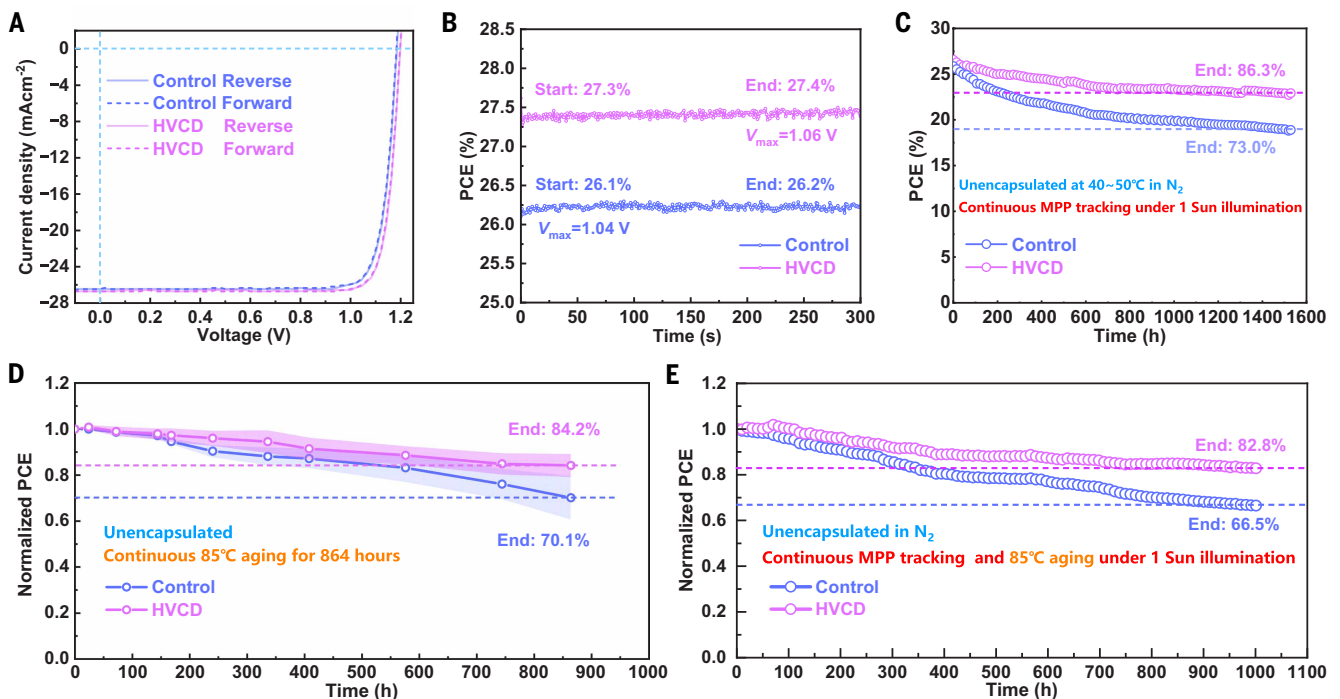 A
Current density (mAcm⁻²)
0
−4
−8
−12
−16
−20
−24
−28
Control Reverse
Control Forward
HVCD Reverse
HVCD Forward
0.0 0.2 0.4 0.6 0.8 1.0 1.2
Voltage (V)
B
PCE (%)
28.5
28.0
27.5
27.0
26.5
26.0
25.5
25.0
Start: 27.3% End: 27.4%
Vmax=1.06 V
Start: 26.1% End: 26.2%
Vmax=1.04 V
Control
HVCD
0 50 100 150 200 250 300
Time (s)
C
PCE (%)
30
25
20
15
10
5
0
End: 86.3%
End: 73.0%
Unencapsulated at 40~50℃ in N₂
Continuous MPP tracking under 1 Sun illumination
Control
HVCD
0 200 400 600 800 1000 1200 1400 1600
Time (h)
D
Normalized PCE
1.2
1.0
0.8
0.6
0.4
0.2
0.0
End: 84.2%
End: 70.1%
Unencapsulated
Continuous 85℃ aging for 864 hours
Control
HVCD
0 100 200 300 400 500 600 700 800 900 1000
Time (h)
E
Normalized PCE
1.2
1.0
0.8
0.6
0.4
0.2
0.0
End: 82.8%
End: 66.5%
Unencapsulated in N₂
Continuous MPP tracking and 85℃ aging under 1 Sun illumination
Control
HVCD
0 100 200 300 400 500 600 700 800 900 1000 1100
Time (h)